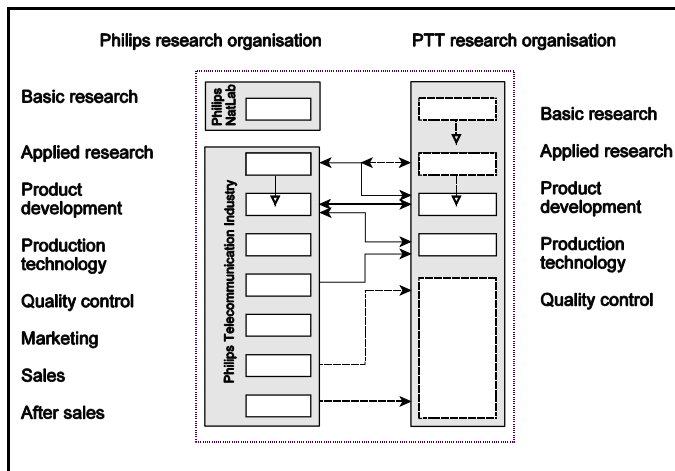 Philips research organisation
PTT research organisation
Basic research
Applied research
Product
development
Production
technology
Quality control
Marketing
Sales
After sales
Philips
NatLab
Philips Telecommunication Industry
Basic research
Applied research
Product
development
Production
technology
Quality control